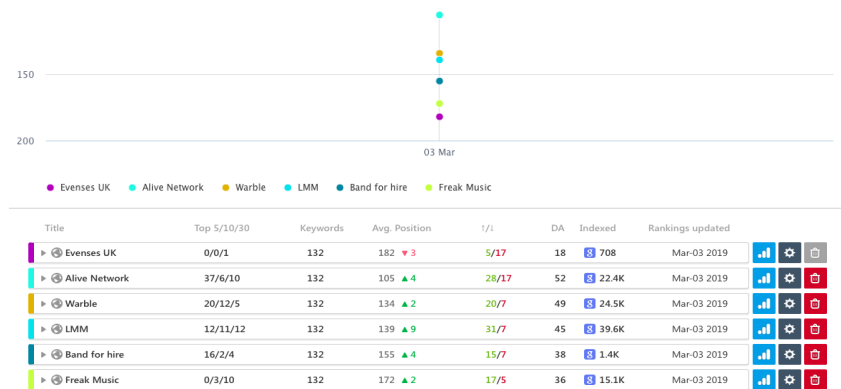 150
200
03 Mar
Evenses UK Alive Network Warble LMM Band for hire Freak Music
Title Top 5/10/30 Keywords Avg. Position ↑/↓ DA Indexed Rankings updated
Evenses UK 0/0/1 132 182 ▼ 3 5/17 18 g 708 Mar-03 2019
Alive Network 37/6/10 132 105 ▲ 4 28/17 52 g 22.4K Mar-03 2019
Warble 20/12/5 132 134 ▲ 2 20/7 49 g 24.5K Mar-03 2019
LMM 12/11/12 132 139 ▲ 9 31/7 45 g 39.6K Mar-03 2019
Band for hire 16/2/4 132 155 ▲ 4 15/7 38 g 1.4K Mar-03 2019
Freak Music 0/3/10 132 172 ▲ 2 17/5 36 g 15.1K Mar-03 2019